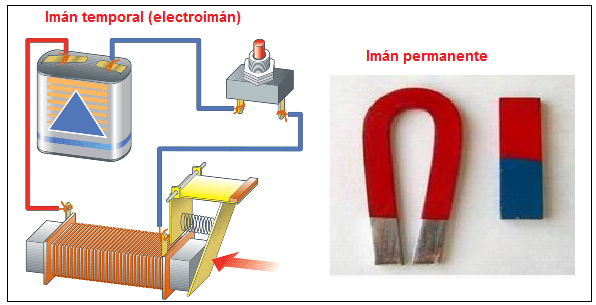 Imán temporal (electroimán)
Imán permanente